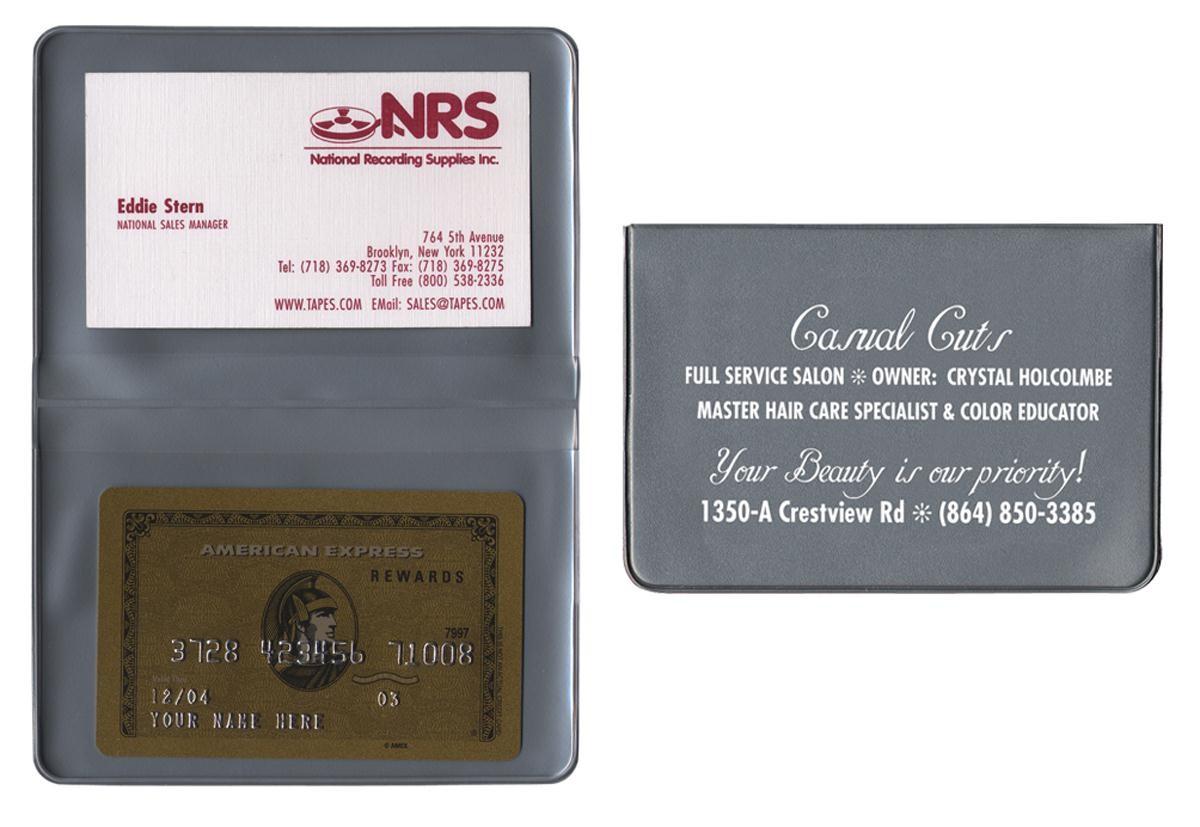 NRS
National Recording Supplies Inc.
Eddie Stern
NATIONAL SALES MANAGER
764 5th Avenue
Brooklyn, New York 11232
Tel: (718) 369-8273 Fax: (718) 369-8275
Toll Free (800) 538-2336
WWW.TAPES.COM EMail: SALES@TAPES.COM
AMERICAN EXPRESS
REWARDS
7997
3728 423456 71008
Valid Thru
12/04 03
YOUR NAME HERE
© AMEX
Casual Cuts
FULL SERVICE SALON ❊ OWNER: CRYSTAL HOLCOLMBE
MASTER HAIR CARE SPECIALIST & COLOR EDUCATOR
Your Beauty is our priority!
1350-A Crestview Rd ❊ (864) 850-3385